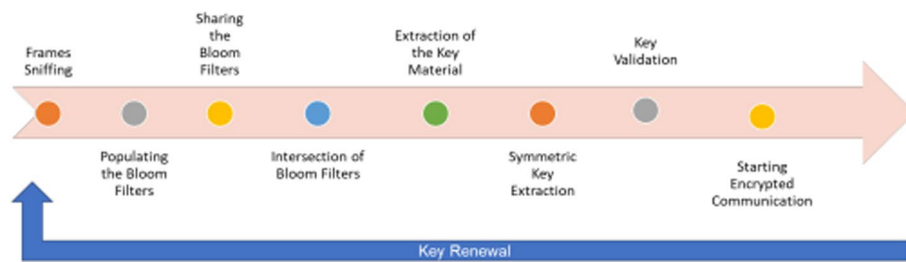 Frames
Sniffing
Populating
the Bloom
Filters
Sharing
the
Bloom
Filters
Intersection of
Bloom Filters
Extraction of
the Key
Material
Symmetric
Key
Extraction
Key
Validation
Starting
Encrypted
Communication
Key Renewal